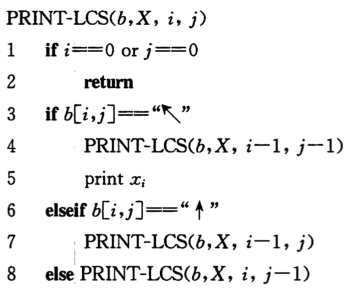 PRINT-LCS(b, X, i, j)
1 if i==0 or j==0
2 return
3 if b[i,j]=="↖"
4 PRINT-LCS(b, X, i−1, j−1)
5 print xᵢ
6 elseif b[i,j]=="↑"
7 PRINT-LCS(b, X, i−1, j)
8 else PRINT-LCS(b, X, i, j−1)